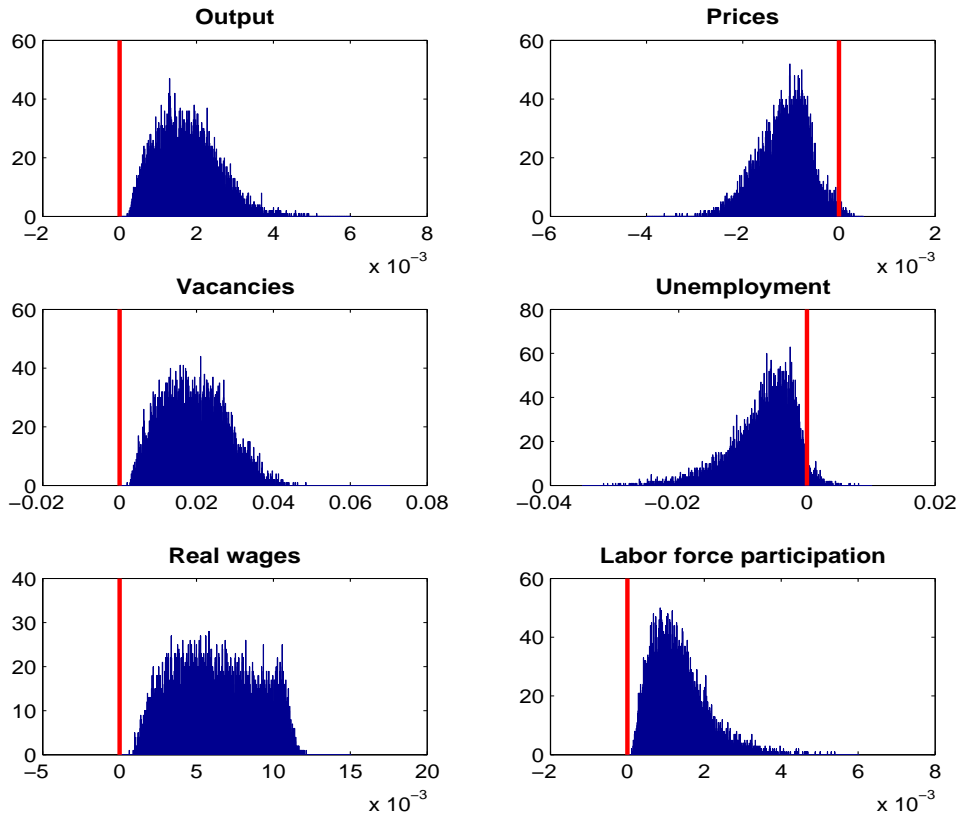 Output
60
40
20
0
−2 0 2 4 6 8
x 10−3
Prices
60
40
20
0
−6 −4 −2 0 2
x 10−3
Vacancies
60
40
20
0
−0.02 0 0.02 0.04 0.06 0.08
Unemployment
80
60
40
20
0
−0.04 −0.02 0 0.02
Real wages
40
30
20
10
0
−5 0 5 10 15 20
x 10−3
Labor force participation
60
40
20
0
−2 0 2 4 6 8
x 10−3